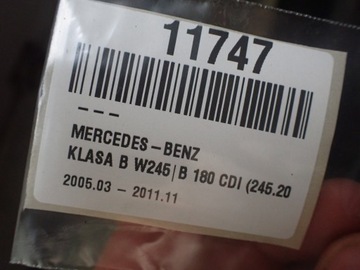 11747
---
MERCEDES-BENZ
KLASA B W245|B 180 CDI (245.20
2005.03 - 2011.11